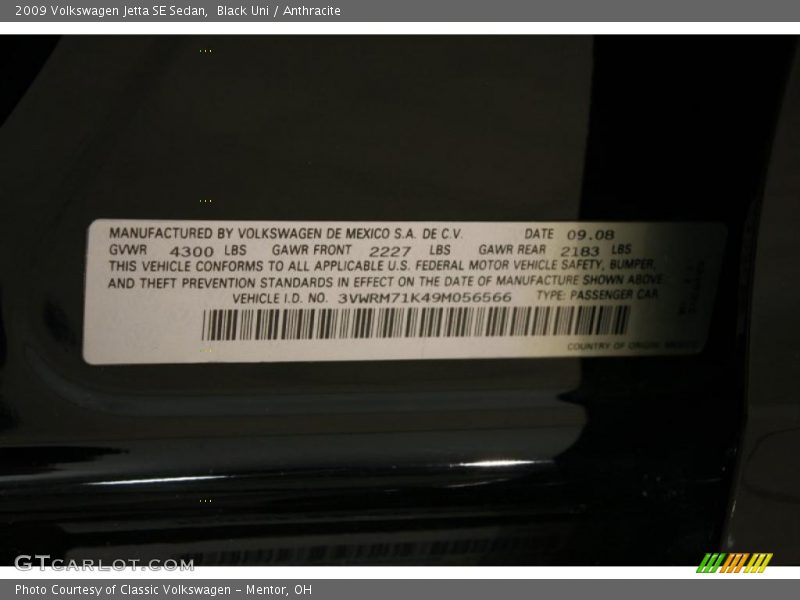 2009 Volkswagen Jetta SE Sedan,  Black Uni / Anthracite
MANUFACTURED BY VOLKSWAGEN DE MEXICO S.A. DE C.V. DATE 09.08
GVWR 4300 LBS GAWR FRONT 2227 LBS GAWR REAR 2183 LBS
THIS VEHICLE CONFORMS TO ALL APPLICABLE U.S. FEDERAL MOTOR VEHICLE SAFETY, BUMPER,
AND THEFT PREVENTION STANDARDS IN EFFECT ON THE DATE OF MANUFACTURE SHOWN ABOVE
VEHICLE I.D. NO. 3VWRM71K49M056566 TYPE: PASSENGER CAR
COUNTRY OF ORIGIN: MEXICO
GTCARLOT.COM
Photo Courtesy of Classic Volkswagen - Mentor, OH